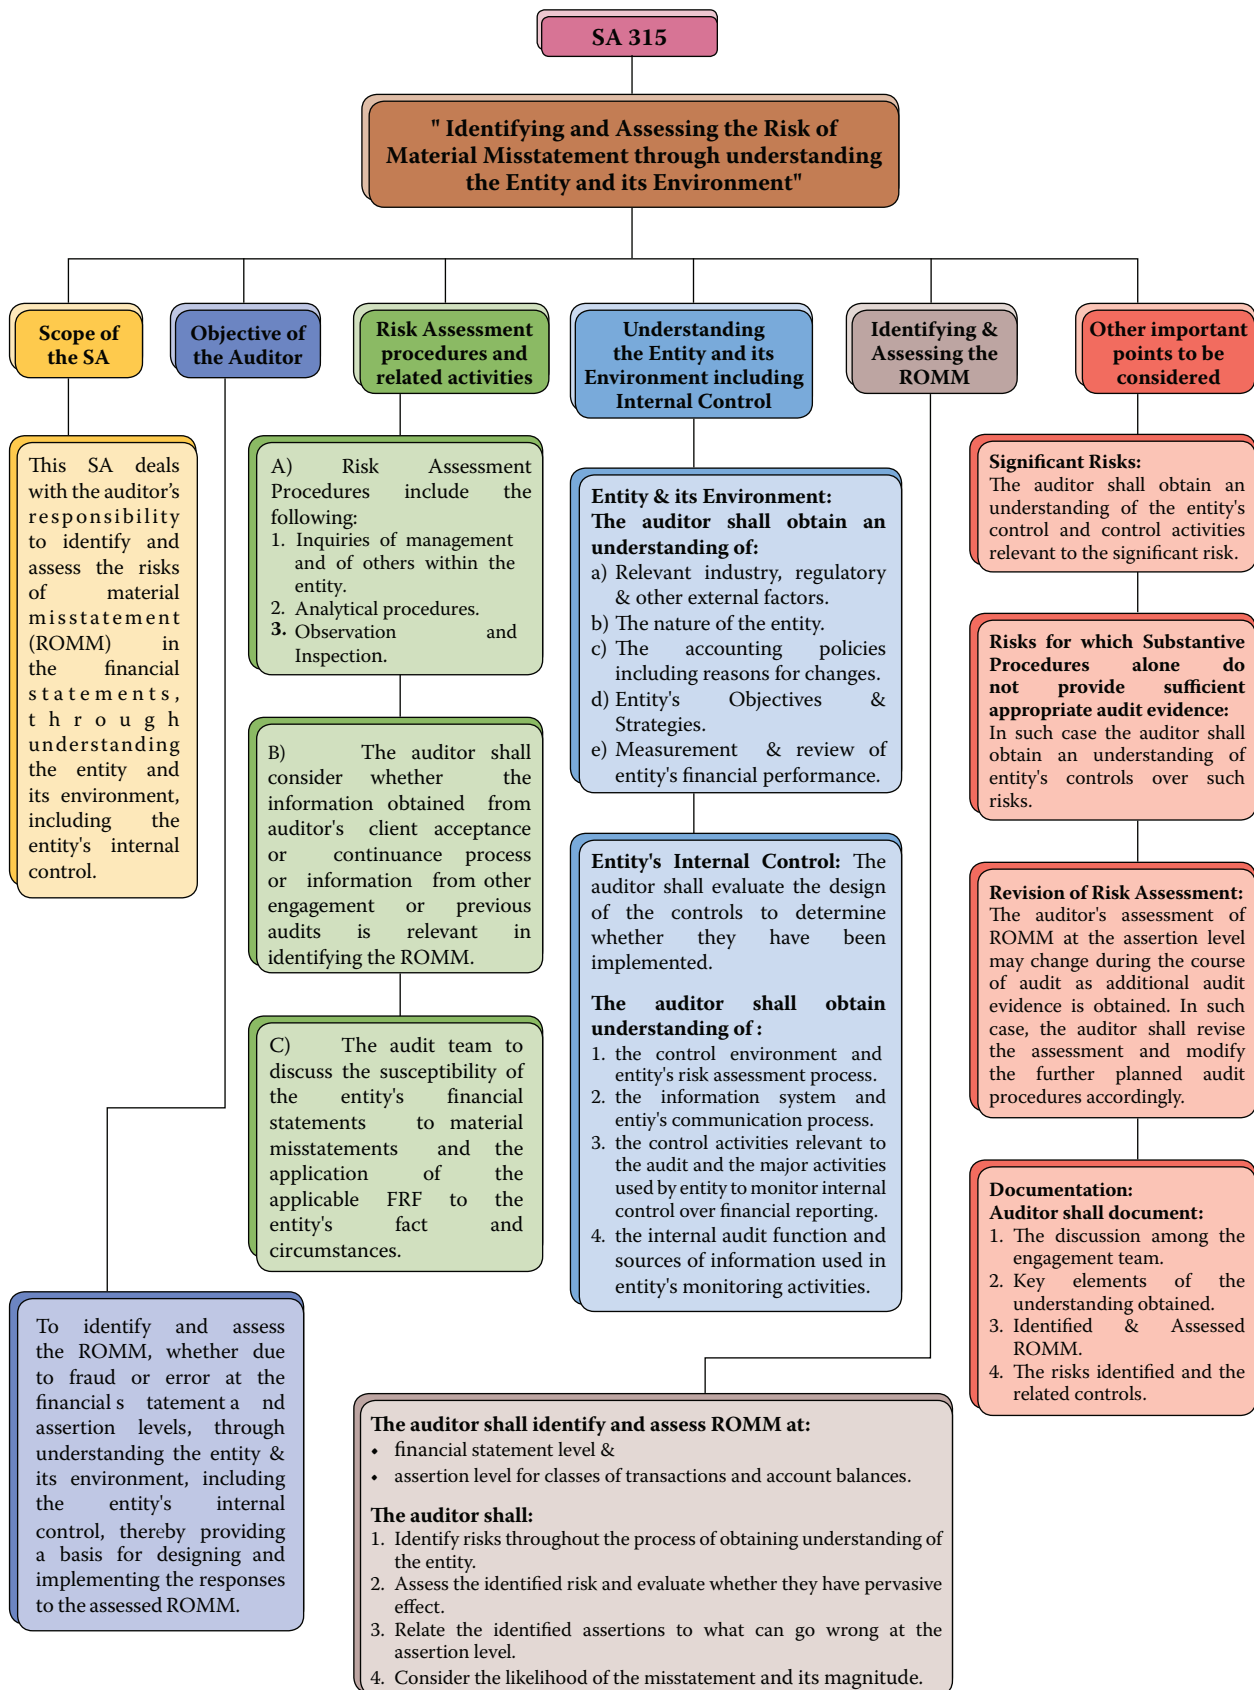 SA 315
" Identifying and Assessing the Risk of
Material Misstatement through understanding
the Entity and its Environment"
Scope of
the SA
This SA deals
with the auditor's
responsibility
to identify and
assess the risks
of material
misstatement
(ROMM) in
the financial
statements,
through
understanding
the entity and
its environment,
including the
entity's internal
control.
Objective of
the Auditor
To identify and assess
the ROMM, whether due
to fraud or error at the
financial s tatement a nd
assertion levels, through
understanding the entity &
its environment, including
the entity's internal
control, thereby providing
a basis for designing and
implementing the responses
to the assessed ROMM.
Risk Assessment
procedures and
related activities
A) Risk Assessment
Procedures include the
following:
1. Inquiries of management
and of others within the
entity.
2. Analytical procedures.
3. Observation and
Inspection.
B) The auditor shall
consider whether the
information obtained from
auditor's client acceptance
or continuance process
or information from other
engagement or previous
audits is relevant in
identifying the ROMM.
C) The audit team to
discuss the susceptibility of
the entity's financial
statements to material
misstatements and the
application of the
applicable FRF to the
entity's fact and
circumstances.
Understanding
the Entity and its
Environment including
Internal Control
Entity & its Environment:
The auditor shall obtain an
understanding of:
a) Relevant industry, regulatory
& other external factors.
b) The nature of the entity.
c) The accounting policies
including reasons for changes.
d) Entity's Objectives &
Strategies.
e) Measurement & review of
entity's financial performance.
Entity's Internal Control: The
auditor shall evaluate the design
of the controls to determine
whether they have been
implemented.
The auditor shall obtain
understanding of :
1. the control environment and
entity's risk assessment process.
2. the information system and
entiy's communication process.
3. the control activities relevant to
the audit and the major activities
used by entity to monitor internal
control over financial reporting.
4. the internal audit function and
sources of information used in
entity's monitoring activities.
Identifying &
Assessing the
ROMM
The auditor shall identify and assess ROMM at:
• financial statement level &
• assertion level for classes of transactions and account balances.
The auditor shall:
1. Identify risks throughout the process of obtaining understanding of
the entity.
2. Assess the identified risk and evaluate whether they have pervasive
effect.
3. Relate the identified assertions to what can go wrong at the
assertion level.
4. Consider the likelihood of the misstatement and its magnitude.
Other important
points to be
considered
Significant Risks:
The auditor shall obtain an
understanding of the entity's
control and control activities
relevant to the significant risk.
Risks for which Substantive
Procedures alone do
not provide sufficient
appropriate audit evidence:
In such case the auditor shall
obtain an understanding of
entity's controls over such
risks.
Revision of Risk Assessment:
The auditor's assessment of
ROMM at the assertion level
may change during the course
of audit as additional audit
evidence is obtained. In such
case, the auditor shall revise
the assessment and modify
the further planned audit
procedures accordingly.
Documentation:
Auditor shall document:
1. The discussion among the
engagement team.
2. Key elements of the
understanding obtained.
3. Identified & Assessed
ROMM.
4. The risks identified and the
related controls.